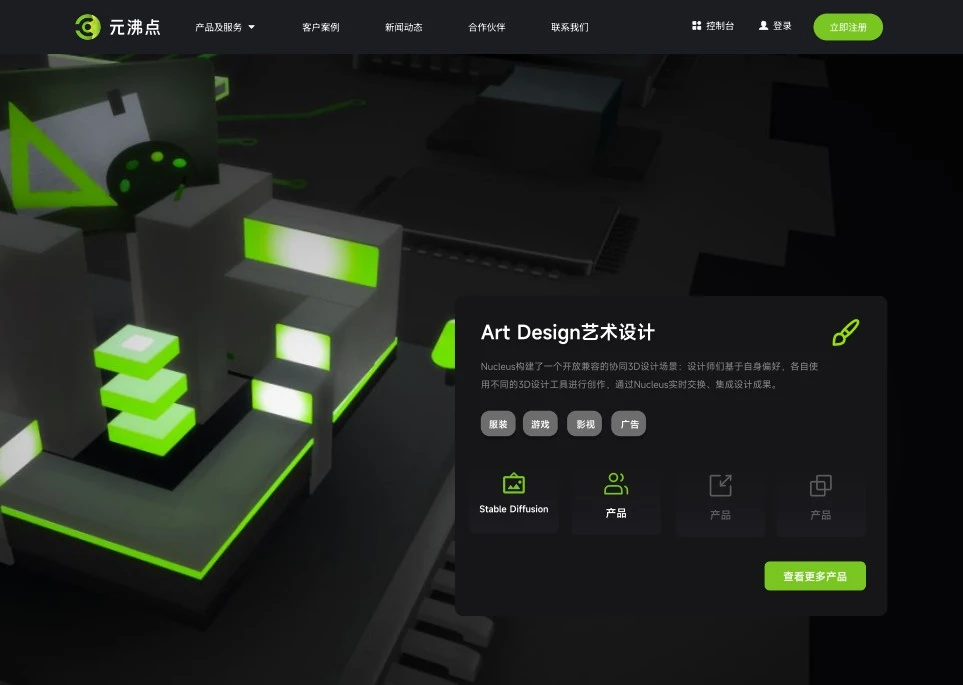 元沸点
产品及服务
客户案例
新闻动态
合作伙伴
联系我们
控制台
登录
立即注册
Art Design艺术设计
Nucleus构建了一个开放兼容的协同3D设计场景：设计师们基于自身偏好、各自使
用不同的3D设计工具进行创作、通过Nucleus实时交换、集成设计成果。
服装
游戏
影视
广告
Stable Diffusion
产品
产品
产品
查看更多产品